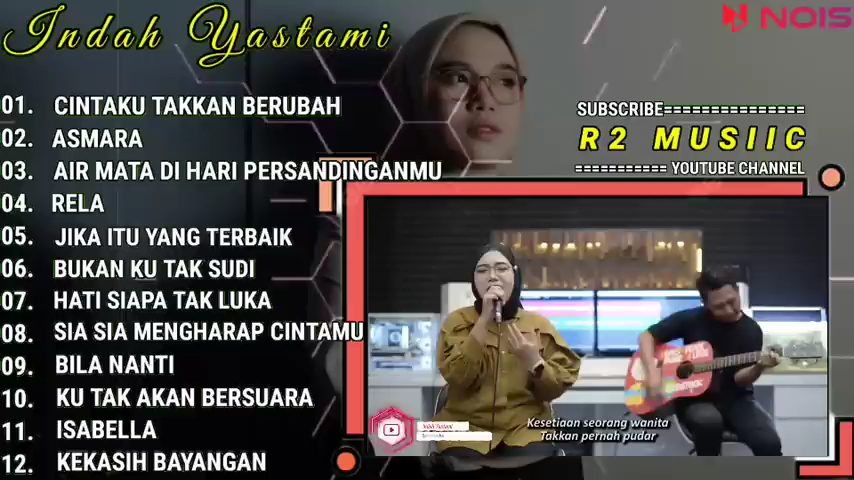 Indah Yastami
NOIS
01. CINTAKU TAKKAN BERUBAH
02. ASMARA
03. AIR MATA DI HARI PERSANDINGANMU
04. RELA
05. JIKA ITU YANG TERBAIK
06. BUKAN KU TAK SUDI
07. HATI SIAPA TAK LUKA
08. SIA SIA MENGHARAP CINTAMU
09. BILA NANTI
10. KU TAK AKAN BERSUARA
11. ISABELLA
12. KEKASIH BAYANGAN
SUBSCRIBE===============
R2 MUSIIC
=========== YOUTUBE CHANNEL
Kesetiaan seorang wanita
Takkan pernah pudar